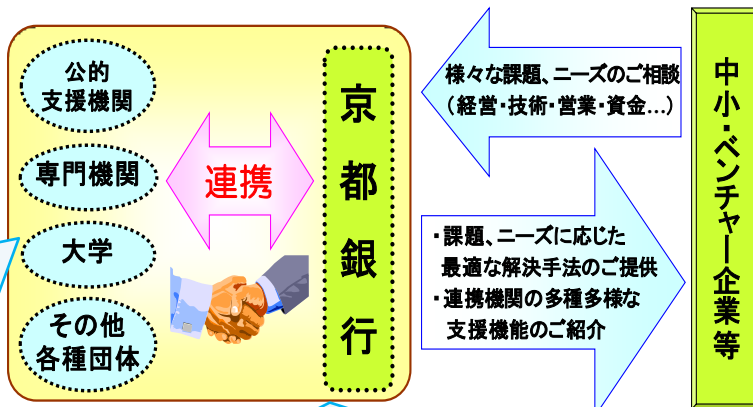 公的
支援機関
専門機関
大学
その他
各種団体
連携
京都銀行
様々な課題、ニーズのご相談
（経営・技術・営業・資金…）
・課題、ニーズに応じた
最適な解決手法のご提供
・連携機関の多種多様な
支援機能のご紹介
中小・ベンチャー企業等